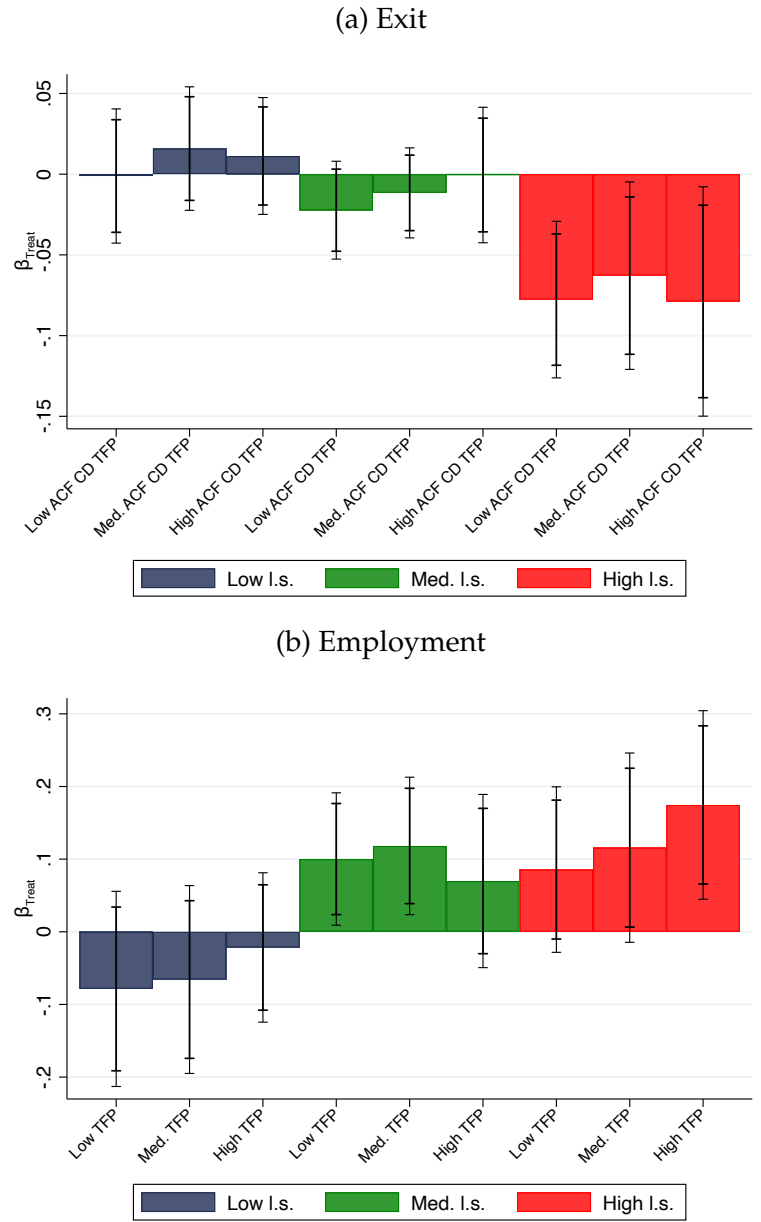 (a) Exit
.05
0
-.05
-.1
-.15
βTreat
Low ACF CD TFP
Med. ACF CD TFP
High ACF CD TFP
Low ACF CD TFP
Med. ACF CD TFP
High ACF CD TFP
Low ACF CD TFP
Med. ACF CD TFP
High ACF CD TFP
Low l.s. Med. l.s. High l.s.
(b) Employment
.3
.2
.1
0
-.1
-.2
βTreat
Low TFP
Med. TFP
High TFP
Low TFP
Med. TFP
High TFP
Low TFP
Med. TFP
High TFP
Low l.s. Med. l.s. High l.s.